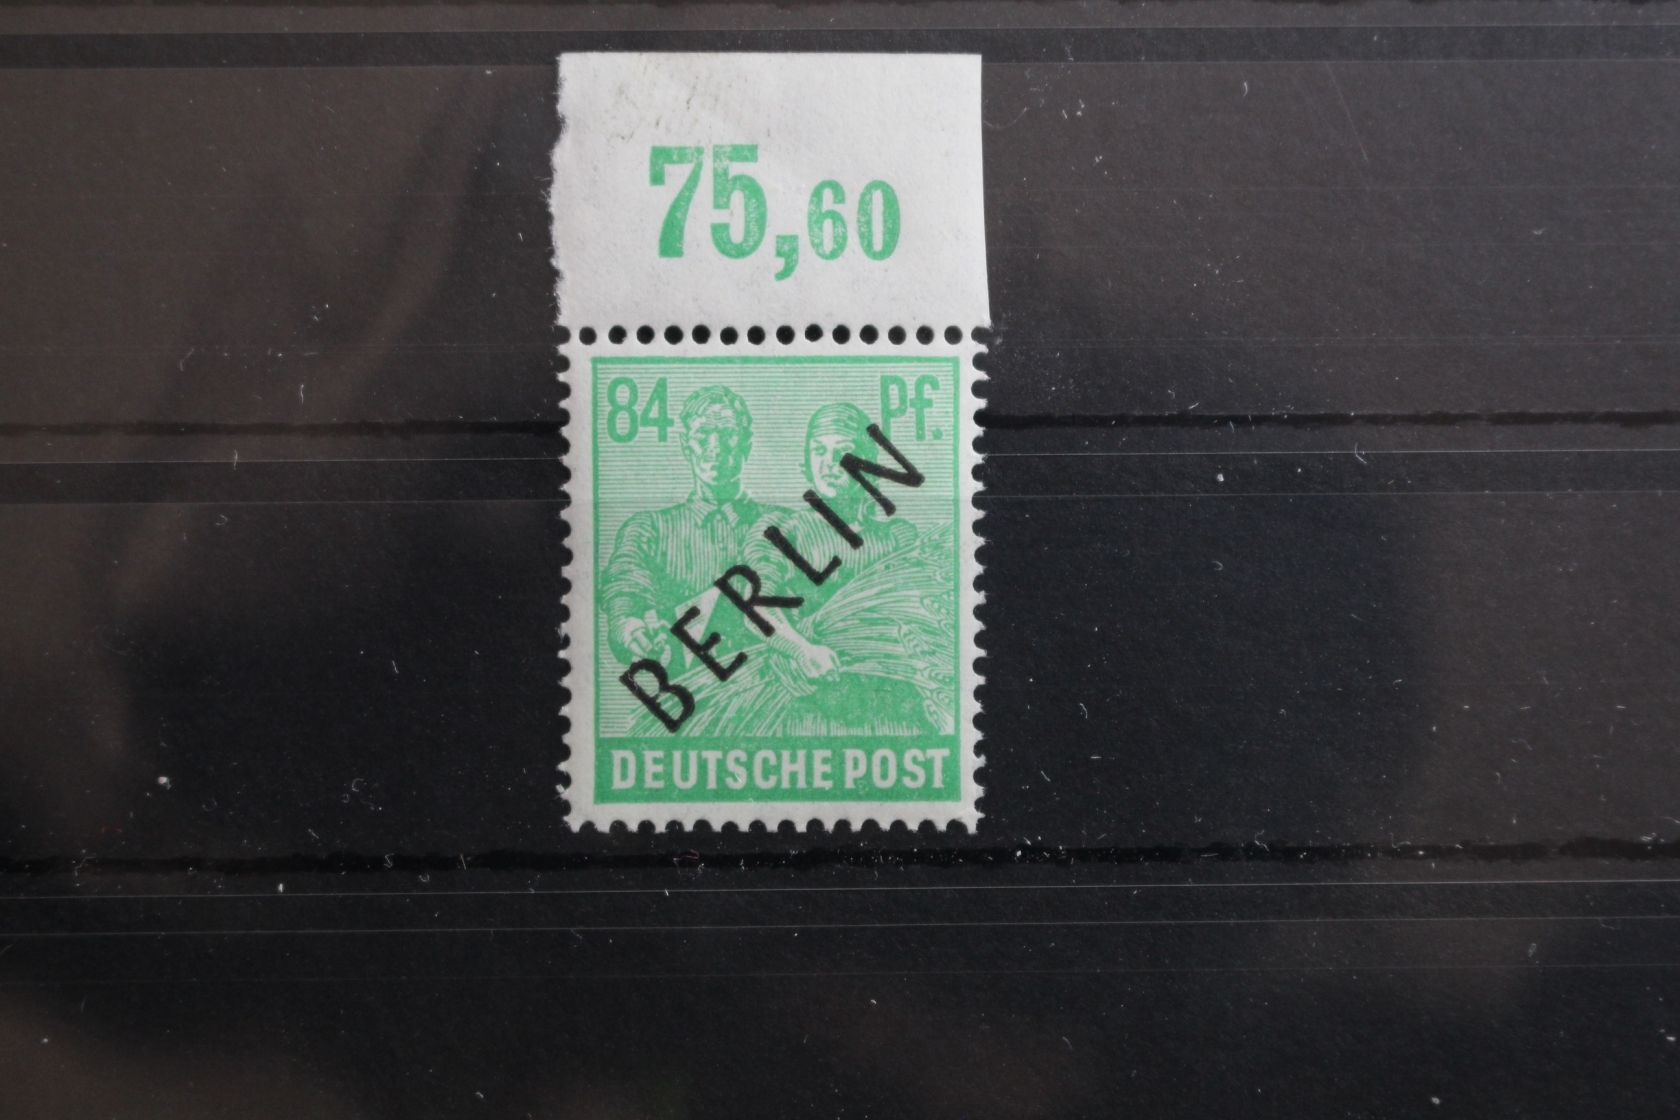 75,60
84 Pf.
BERLIN
DEUTSCHE POST